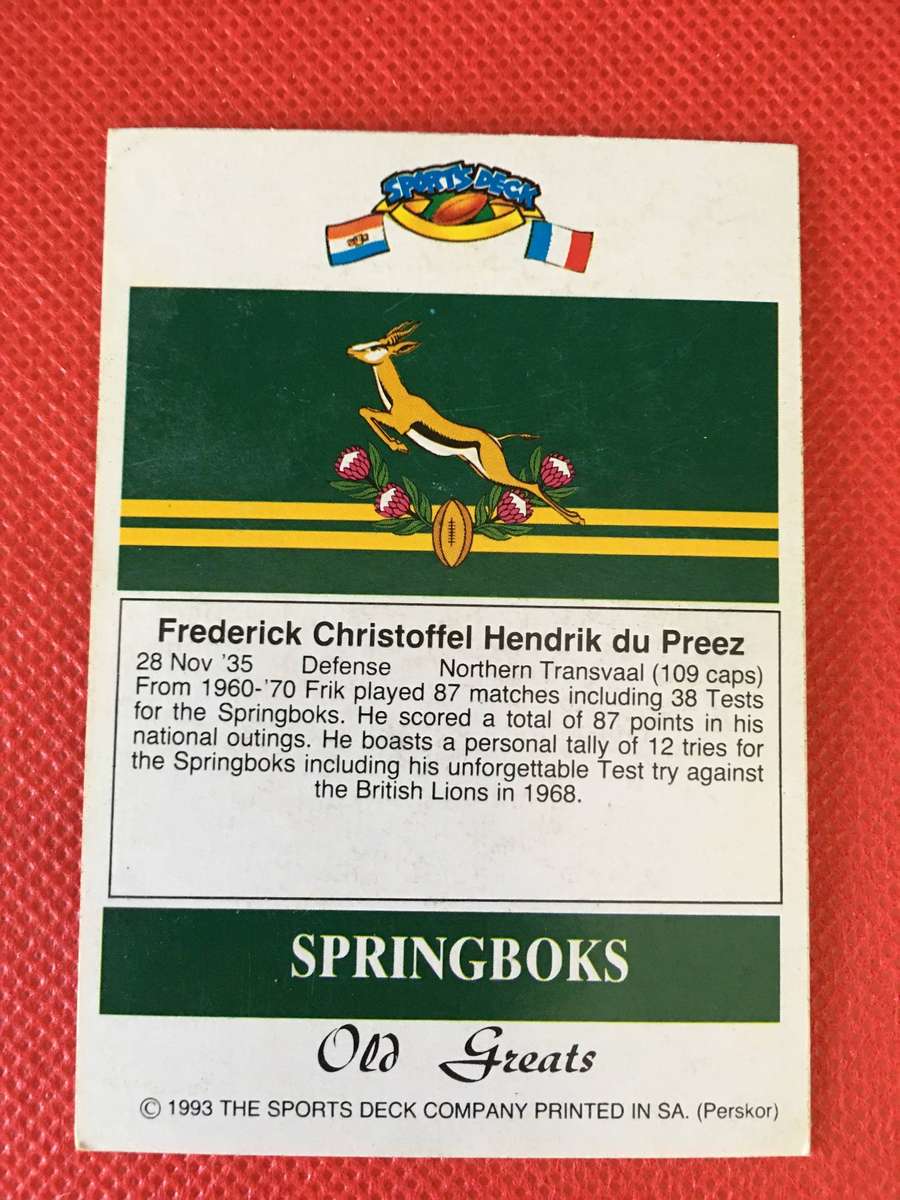 SPORTS DECK
Frederick Christoffel Hendrik du Preez
28 Nov '35 Defense Northern Transvaal (109 caps)
From 1960-'70 Frik played 87 matches including 38 Tests
for the Springboks. He scored a total of 87 points in his
national outings. He boasts a personal tally of 12 tries for
the Springboks including his unforgettable Test try against
the British Lions in 1968.
SPRINGBOKS
Old Greats
© 1993 THE SPORTS DECK COMPANY PRINTED IN SA. (Perskor)